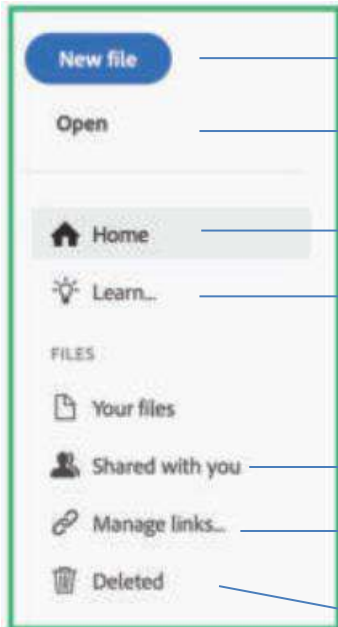 New file
Open
Home
Learn...
FILES
Your files
Shared with you
Manage links...
Deleted